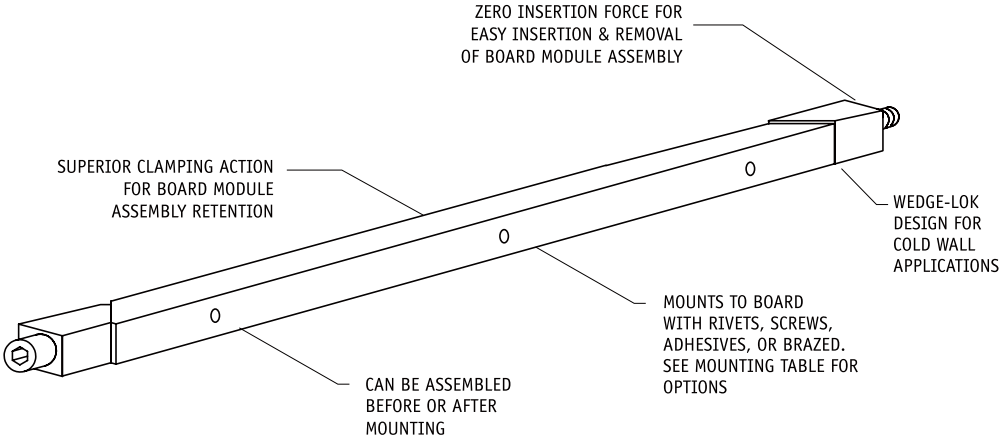 ZERO INSERTION FORCE FOR
EASY INSERTION & REMOVAL
OF BOARD MODULE ASSEMBLY
SUPERIOR CLAMPING ACTION
FOR BOARD MODULE
ASSEMBLY RETENTION
WEDGE-LOK
DESIGN FOR
COLD WALL
APPLICATIONS
MOUNTS TO BOARD
WITH RIVETS, SCREWS,
ADHESIVES, OR BRAZED.
SEE MOUNTING TABLE FOR
OPTIONS
CAN BE ASSEMBLED
BEFORE OR AFTER
MOUNTING